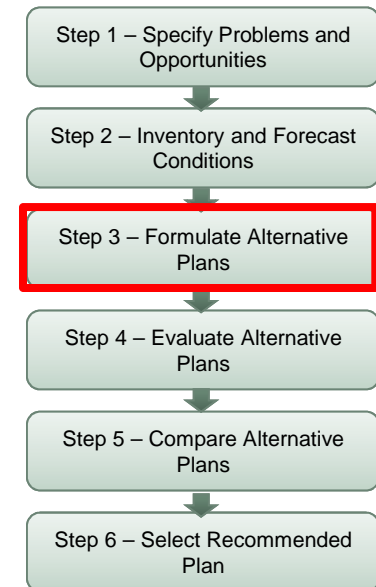 Step 1 – Specify Problems and
Opportunities
Step 2 – Inventory and Forecast
Conditions
Step 3 – Formulate Alternative
Plans
Step 4 – Evaluate Alternative
Plans
Step 5 – Compare Alternative
Plans
Step 6 – Select Recommended
Plan